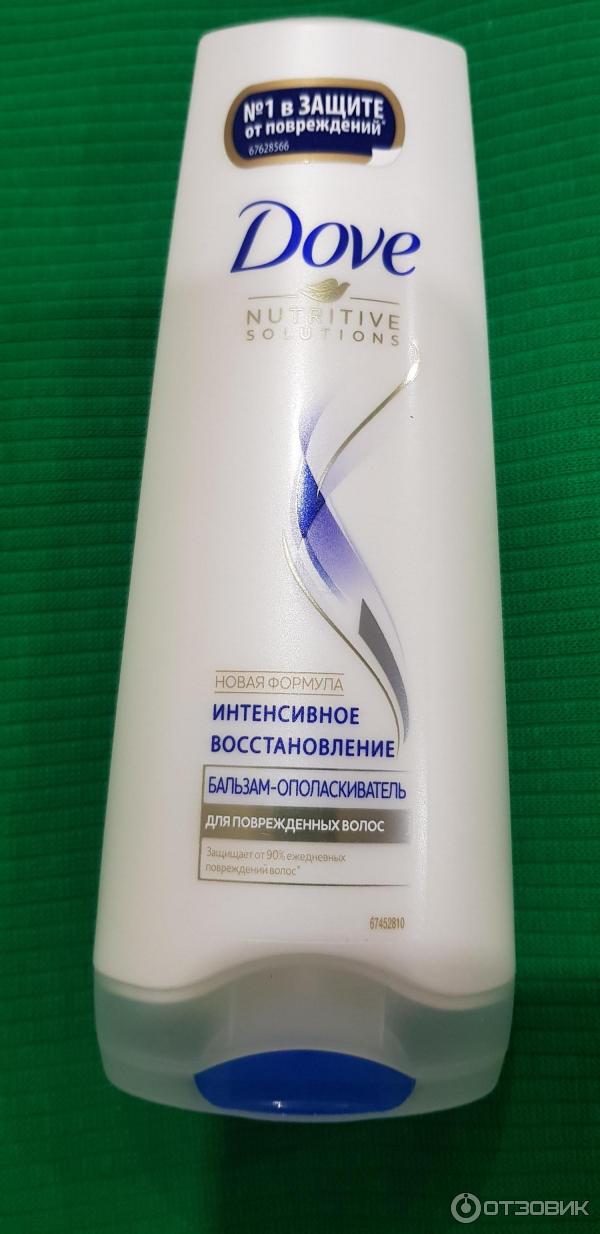 №1 в ЗАЩИТЕ
от повреждений*
67628566
Dove
NUTRITIVE
SOLUTIONS
НОВАЯ ФОРМУЛА
ИНТЕНСИВНОЕ
ВОССТАНОВЛЕНИЕ
БАЛЬЗАМ-ОПОЛАСКИВАТЕЛЬ
ДЛЯ ПОВРЕЖДЕННЫХ ВОЛОС
Защищает от 90% ежедневных
повреждений волос*
67452810
ОТЗОВИК